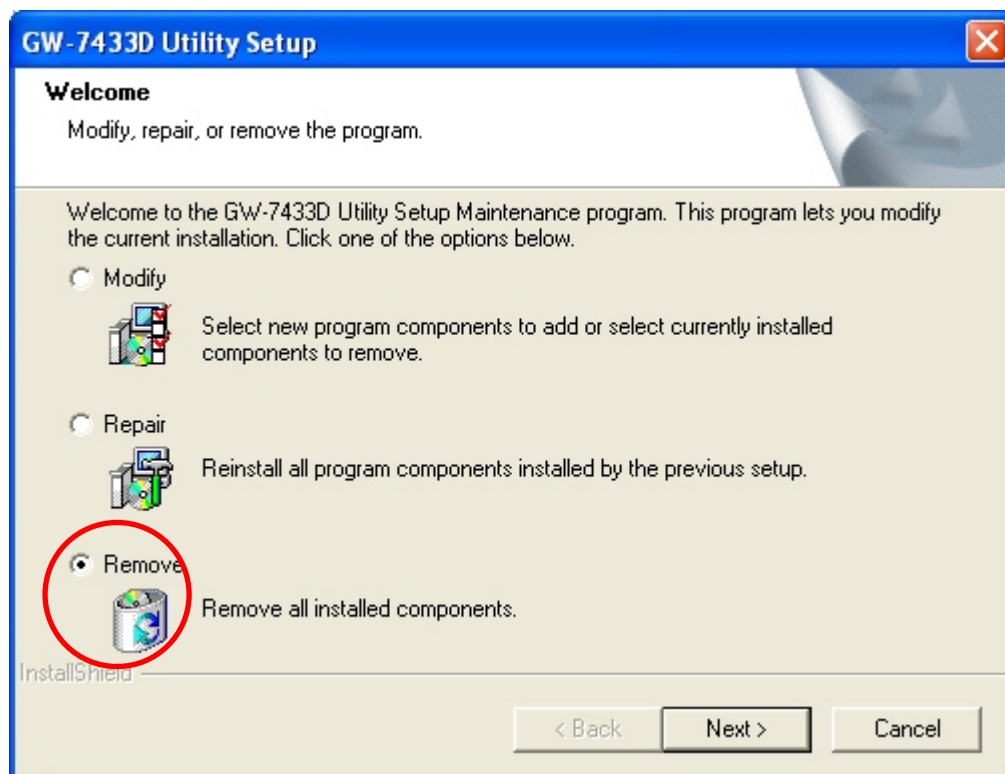 GW-7433D Utility Setup
Welcome
Modify, repair, or remove the program.
Welcome to the GW-7433D Utility Setup Maintenance program. This program lets you modify
the current installation. Click one of the options below.
Modify
Select new program components to add or select currently installed
components to remove.
Repair
Reinstall all program components installed by the previous setup.
Remove
Remove all installed components.
InstallShield
< Back
Next >
Cancel